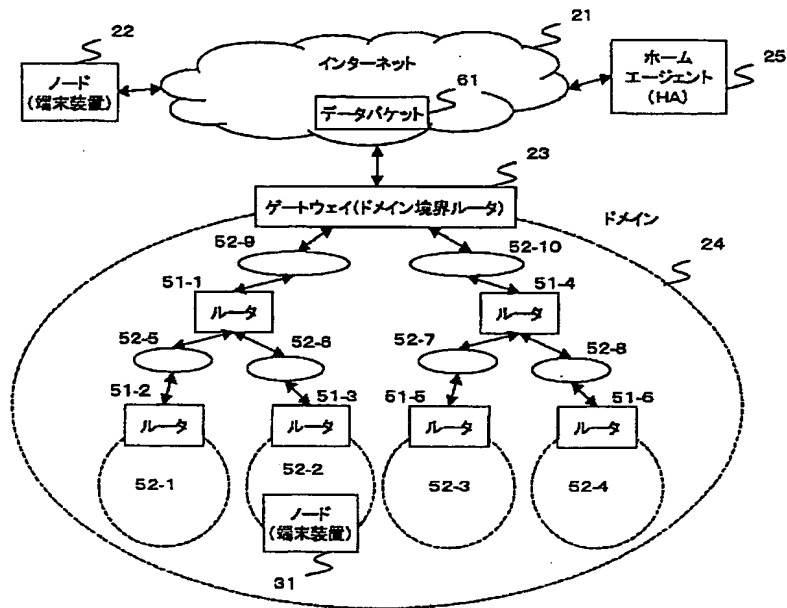 22
21
インターネット
ノード
(端末装置)
61
データパケット
ホーム
エージェント
(HA)
25
23
ゲートウェイ(ドメイン境界ルータ)
ドメイン
24
52-9
52-10
51-1
51-4
ルータ
ルータ
52-5
52-6
52-7
52-8
51-2
51-3
51-5
51-6
ルータ
ルータ
ルータ
ルータ
52-1
52-2
52-3
52-4
ノード
(端末装置)
31